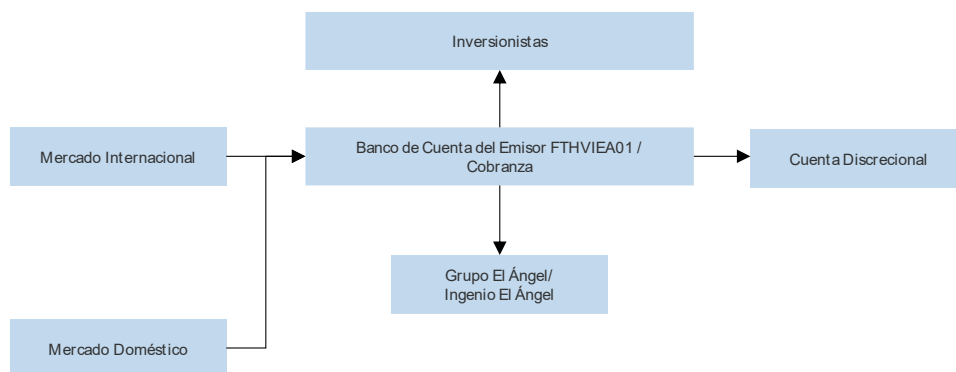 Inversionistas
Mercado Internacional
Banco de Cuenta del Emisor FTHVIEA01 /
Cobranza
Cuenta Discrecional
Grupo El Ángel/
Ingenio El Ángel
Mercado Doméstico